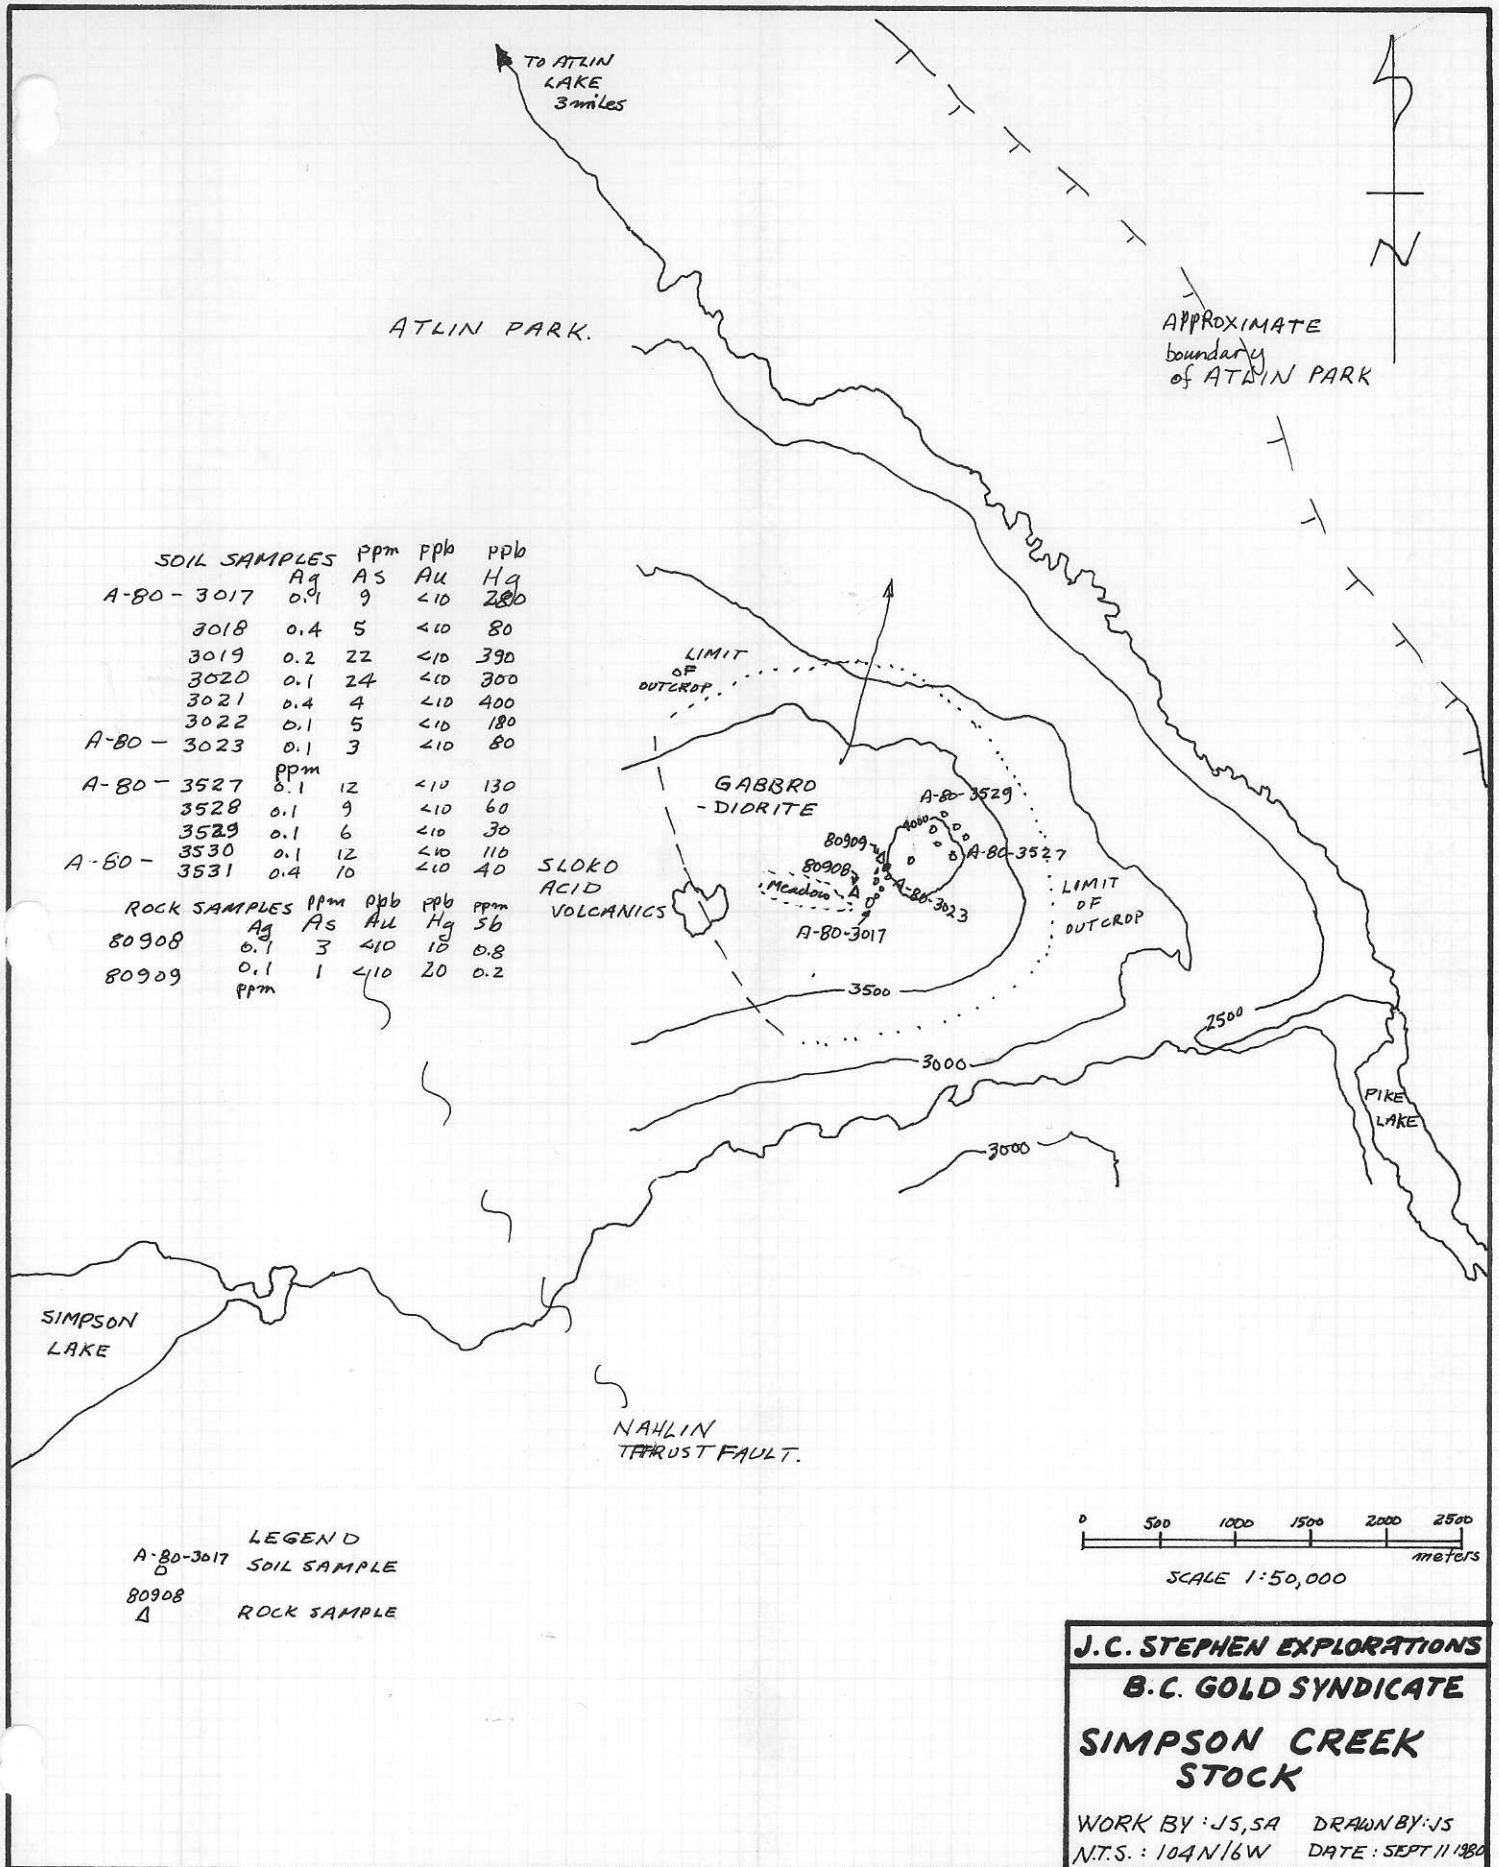 TO ATLIN
LAKE
3 miles
N
ATLIN PARK.
APPROXIMATE
boundary
of ATLIN PARK
SOIL SAMPLES ppm ppb ppb
Ag As Au Hg
A-80-3017 0.1 9 <10 280
3018 0.4 5 <10 80
3019 0.2 22 <10 390
3020 0.1 24 <10 300
3021 0.4 4 <10 400
3022 0.1 5 <10 180
A-80-3023 0.1 3 <10 80
ppm
A-80-3527 0.1 12 <10 130
3528 0.1 9 <10 60
3529 0.1 6 <10 30
3530 0.1 12 <10 110
A-80-3531 0.4 10 <10 40
ROCK SAMPLES ppm ppb ppb ppm
Ag As Au Hg Sb
80908 0.1 3 <10 10 0.8
80909 0.1 1 <10 20 0.2
ppm
LIMIT
OF
OUTCROP
GABBRO
-DIORITE
A-80-3529
4000
80909
A-80-3527
80908
Meadow
A-80-3023
A-80-3017
SLOKO
ACID
VOLCANICS
LIMIT
OF
OUTCROP
3500
2500
3000
PIKE
LAKE
3000
SIMPSON
LAKE
NAHLIN
THRUST FAULT.
LEGEND
A-80-3017 SOIL SAMPLE
80908
ROCK SAMPLE
0 500 1000 1500 2000 2500
meters
SCALE 1:50,000
J.C. STEPHEN EXPLORATIONS
B.C. GOLD SYNDICATE
SIMPSON CREEK
STOCK
WORK BY: JS, SA DRAWN BY: JS
N.T.S.: 104N/6W DATE: SEPT 11 1980